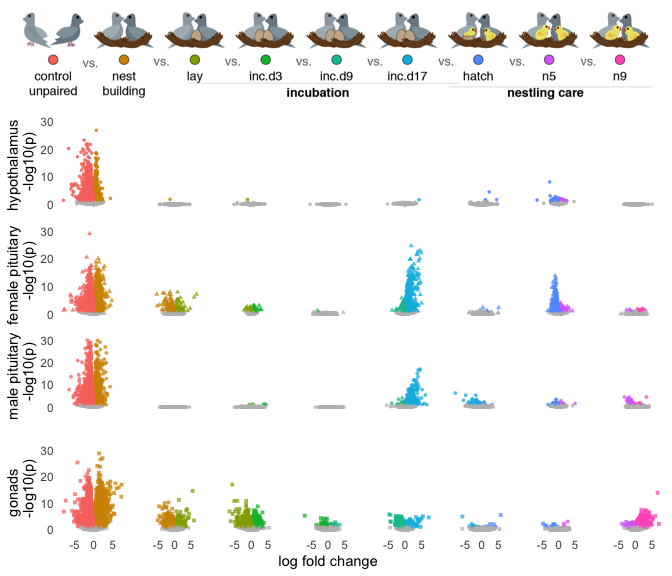 vs. vs. vs. vs. vs. vs. vs. vs.
control unpaired
nest building
lay
inc.d3
inc.d9
inc.d17
hatch
n5
n9
incubation
nestling care
hypothalamus
-log10(p)
30
20
10
0
female pituitary
-log10(p)
30
20
10
0
male pituitary
-log10(p)
30
20
10
0
gonads
-log10(p)
30
20
10
0
-5 0 5 -5 0 5 -5 0 5 -5 0 5 -5 0 5 -5 0 5 -5 0 5 -5 0 5
log fold change